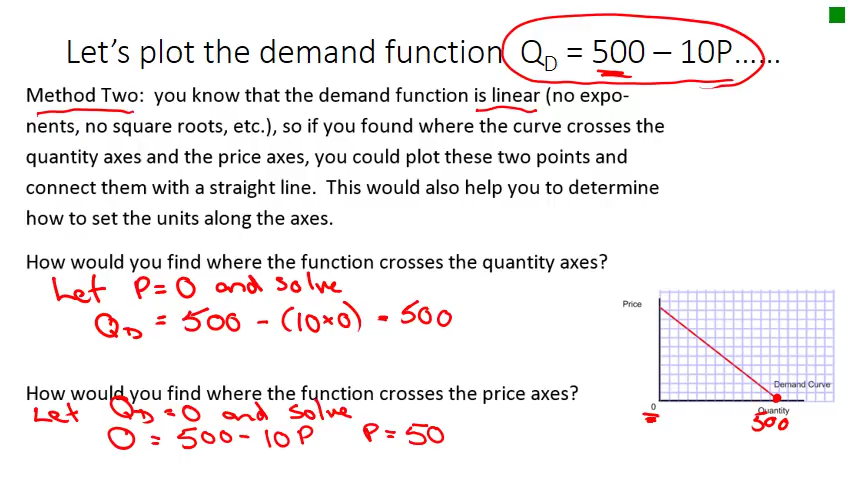 Let's plot the demand function Q_D = 500 – 10P......
Method Two: you know that the demand function is linear (no expo-
nents, no square roots, etc.), so if you found where the curve crosses the
quantity axes and the price axes, you could plot these two points and
connect them with a straight line. This would also help you to determine
how to set the units along the axes.
How would you find where the function crosses the quantity axes?
Let P=0 and solve
Q_D = 500 - (10×0) = 500
How would you find where the function crosses the price axes?
Let Q_D = 0 and solve
0 = 500 - 10P P = 50
Price
Demand Curve
0
Quantity
500